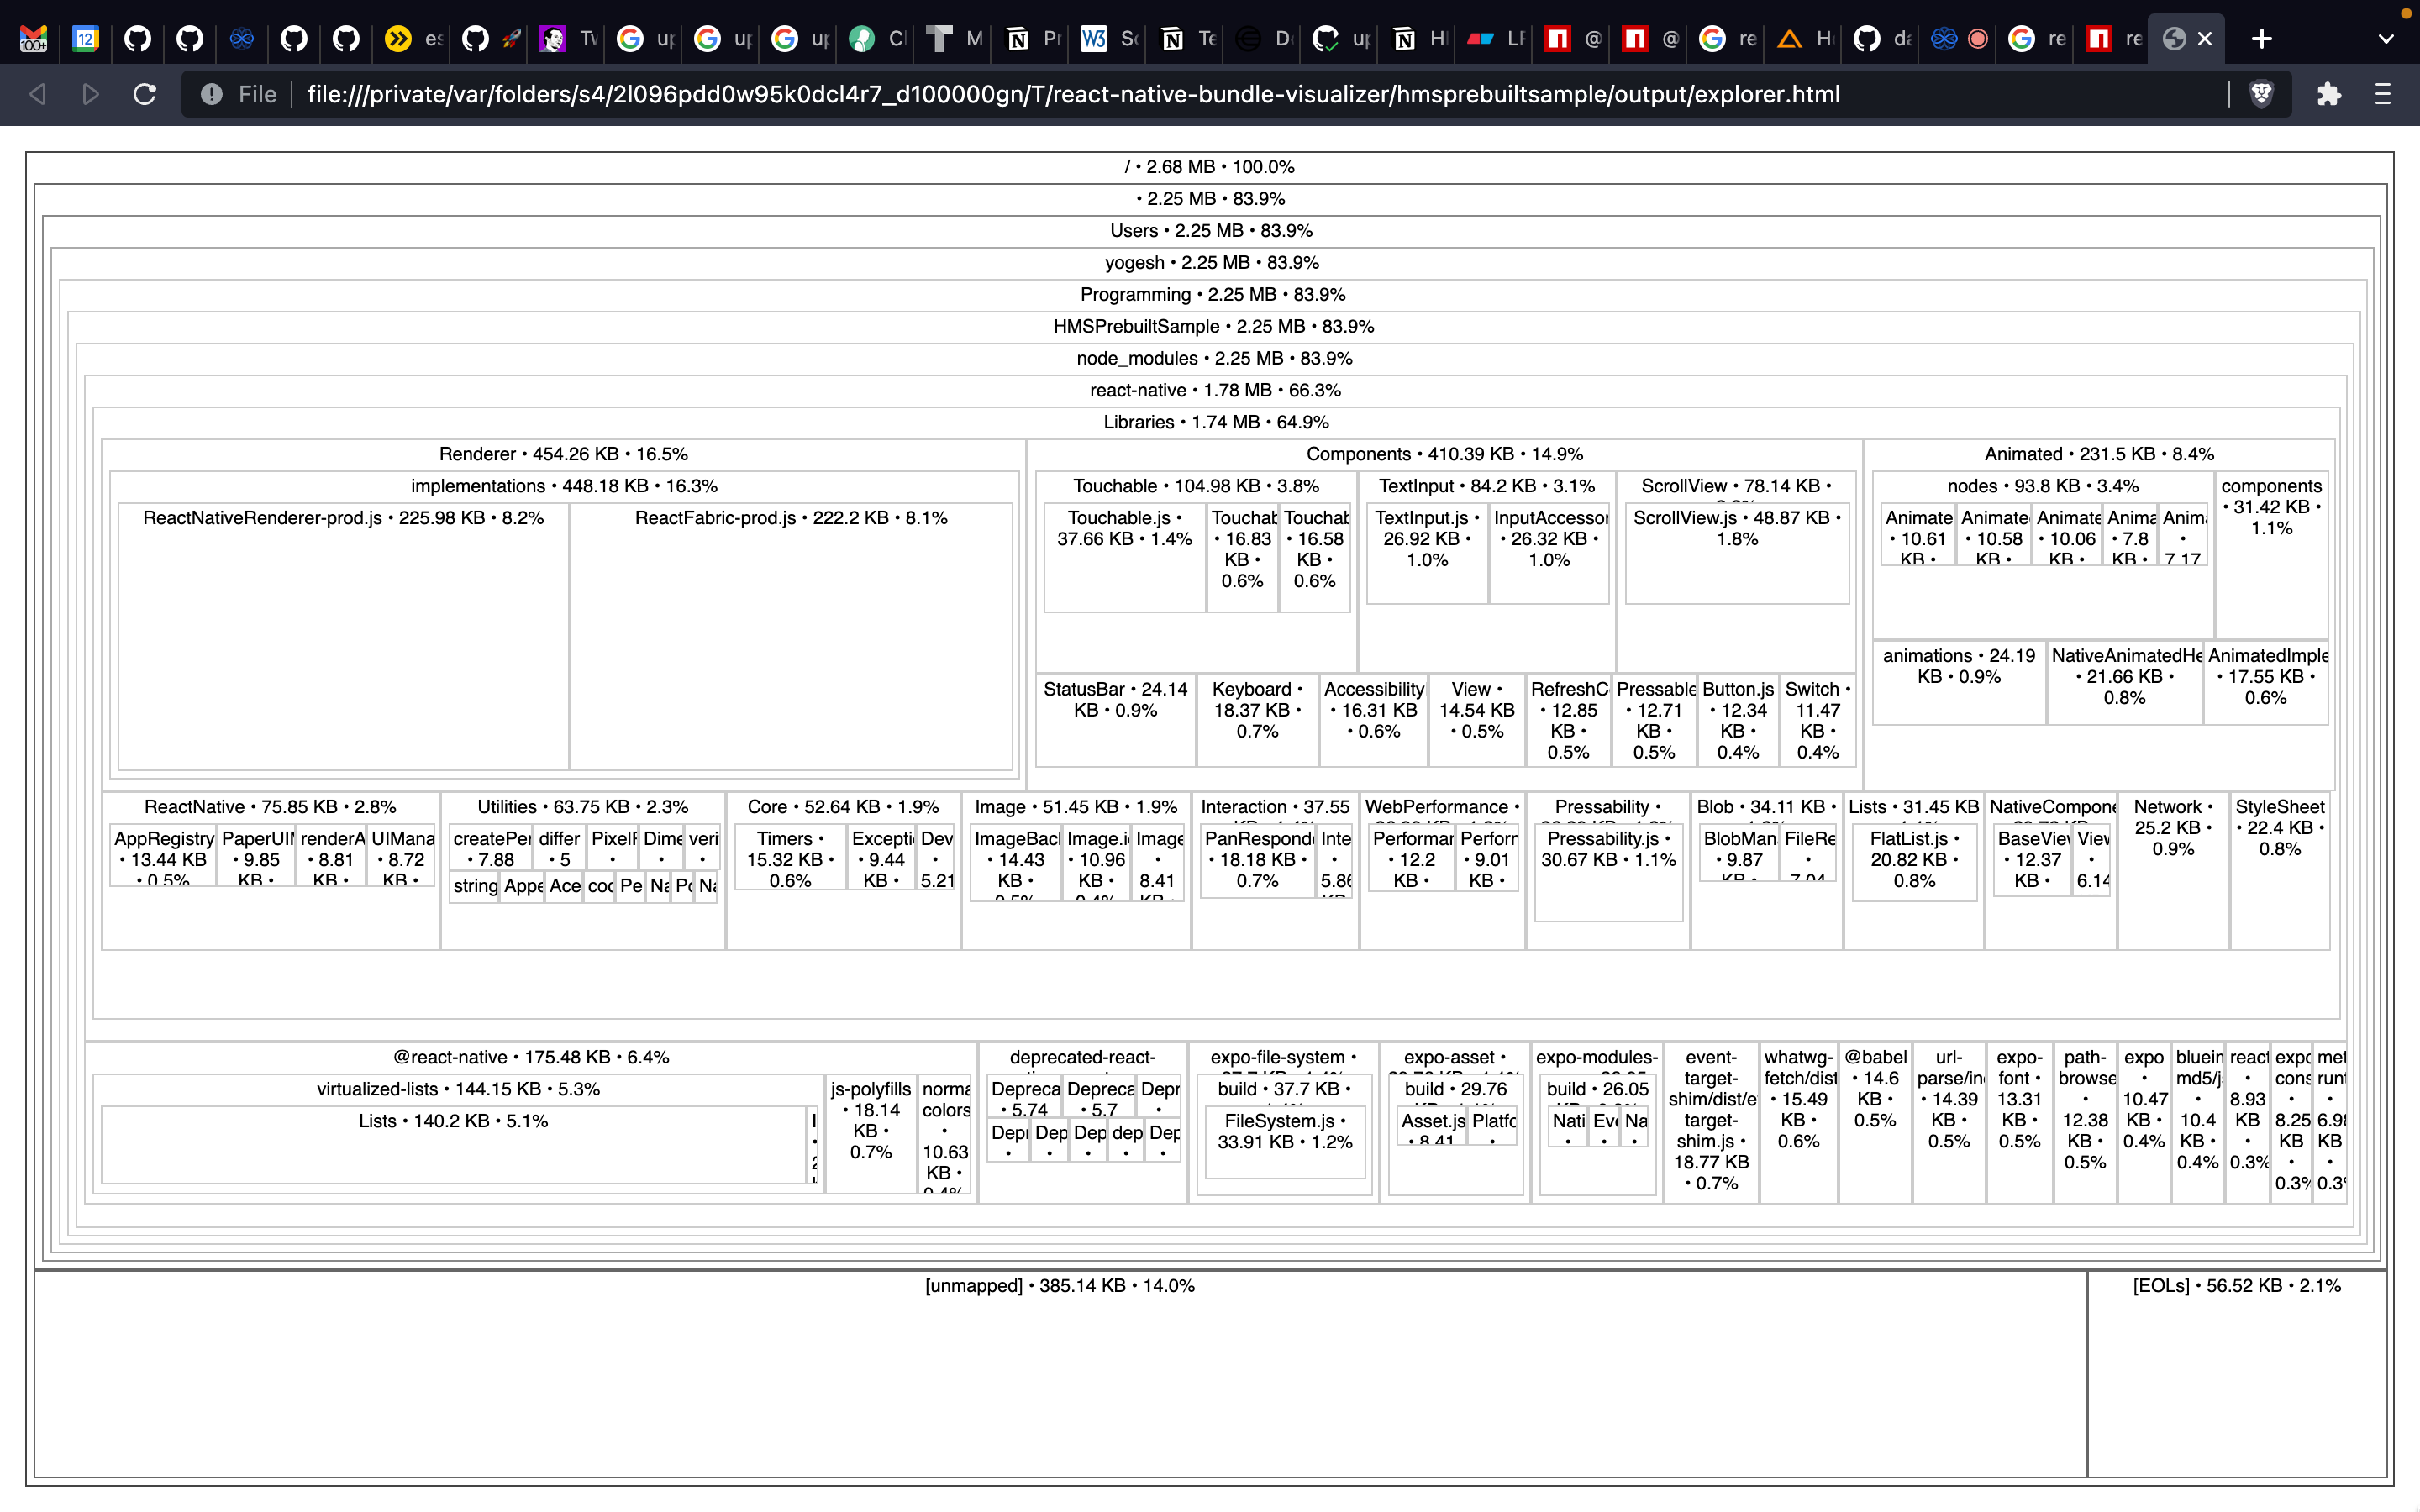 100+
12
es
Tw
up
up
up
Cl
M
Pr
W3
Sc
Te
De
up
HI
LF
@
@
re
Ho
da
re
re
File
file:///private/var/folders/s4/2l096pdd0w95k0dcl4r7_d100000gn/T/react-native-bundle-visualizer/hmsprebuiltsample/output/explorer.html
/ • 2.68 MB • 100.0%
• 2.25 MB • 83.9%
Users • 2.25 MB • 83.9%
yogesh • 2.25 MB • 83.9%
Programming • 2.25 MB • 83.9%
HMSPrebuiltSample • 2.25 MB • 83.9%
node_modules • 2.25 MB • 83.9%
react-native • 1.78 MB • 66.3%
Libraries • 1.74 MB • 64.9%
Renderer • 454.26 KB • 16.5%
implementations • 448.18 KB • 16.3%
ReactNativeRenderer-prod.js • 225.98 KB • 8.2%
ReactFabric-prod.js • 222.2 KB • 8.1%
Components • 410.39 KB • 14.9%
Touchable • 104.98 KB • 3.8%
Touchable.js •
37.66 KB • 1.4%
Touchab
• 16.83
KB •
0.6%
Touchab
• 16.58
KB •
0.6%
TextInput • 84.2 KB • 3.1%
TextInput.js •
26.92 KB •
1.0%
InputAccessor
• 26.32 KB •
1.0%
ScrollView • 78.14 KB •
ScrollView.js • 48.87 KB •
1.8%
StatusBar • 24.14
KB • 0.9%
Keyboard •
18.37 KB •
0.7%
Accessibility
• 16.31 KB
• 0.6%
View •
14.54 KB
• 0.5%
RefreshC
• 12.85
KB •
0.5%
Pressable
• 12.71
KB •
0.5%
Button.js
• 12.34
KB •
0.4%
Switch •
11.47
KB •
0.4%
Animated • 231.5 KB • 8.4%
nodes • 93.8 KB • 3.4%
Animate
• 10.61
KB •
Animate
• 10.58
KB •
Animate
• 10.06
KB •
Anima
• 7.8
KB •
Anim
•
7.17
components
• 31.42 KB •
1.1%
animations • 24.19
KB • 0.9%
NativeAnimatedHe
• 21.66 KB •
0.8%
AnimatedImple
• 17.55 KB •
0.6%
ReactNative • 75.85 KB • 2.8%
AppRegistry
• 13.44 KB
• 0.5%
PaperUII
• 9.85
KB •
renderA
• 8.81
KB •
UIMana
• 8.72
KB •
Utilities • 63.75 KB • 2.3%
createPer
• 7.88
differ
• 5
PixelR
•
Dime
•
veri
•
string
Appe
Ace
coc
Pe
Na
Po
Na
Core • 52.64 KB • 1.9%
Timers •
15.32 KB •
0.6%
Excepti
• 9.44
KB •
Dev
•
5.21
Image • 51.45 KB • 1.9%
ImageBac
• 14.43
KB •
0.5%
Image.i
• 10.96
KB •
0.4%
Image
•
8.41
KB •
Interaction • 37.55
PanResponde
• 18.18 KB •
0.7%
Inte
•
5.86
KB
WebPerformance •
Performar
• 12.2
KB •
Perforr
• 9.01
KB •
Pressability •
Pressability.js •
30.67 KB • 1.1%
Blob • 34.11 KB •
BlobMan
• 9.87
KB •
FileRe
•
7.04
Lists • 31.45 KB
FlatList.js •
20.82 KB •
0.8%
NativeCompone
BaseView
• 12.37
KB •
View
•
6.14
Network •
25.2 KB •
0.9%
StyleSheet
• 22.4 KB •
0.8%
@react-native • 175.48 KB • 6.4%
virtualized-lists • 144.15 KB • 5.3%
Lists • 140.2 KB • 5.1%
js-polyfills
• 18.14
KB •
0.7%
norma
colors
•
10.63
KB •
0.4%
deprecated-react-
Depreca
• 5.74
Depreca
• 5.7
Depr
•
Depr
•
Dep
•
Dep
•
dep
•
Dep
•
expo-file-system •
build • 37.7 KB •
FileSystem.js •
33.91 KB • 1.2%
expo-asset •
build • 29.76
Asset.js
• 8.41
Platfo
•
expo-modules-
build • 26.05
Nati
•
Eve
•
Na
•
event-
target-
shim/dist/e
target-
shim.js •
18.77 KB
• 0.7%
whatwg-
fetch/dist
• 15.49
KB •
0.6%
@babel
• 14.6
KB •
0.5%
url-
parse/in
• 14.39
KB •
0.5%
expo-
font •
13.31
KB •
0.5%
path-
browse
•
12.38
KB •
0.5%
expo
•
10.47
KB •
0.4%
bluein
md5/j
•
10.4
KB •
0.4%
react
•
8.93
KB
•
0.3%
expo
cons
•
8.25
KB
•
0.3%
met
runt
•
6.98
KB
•
0.3%
[unmapped] • 385.14 KB • 14.0%
[EOLs] • 56.52 KB • 2.1%